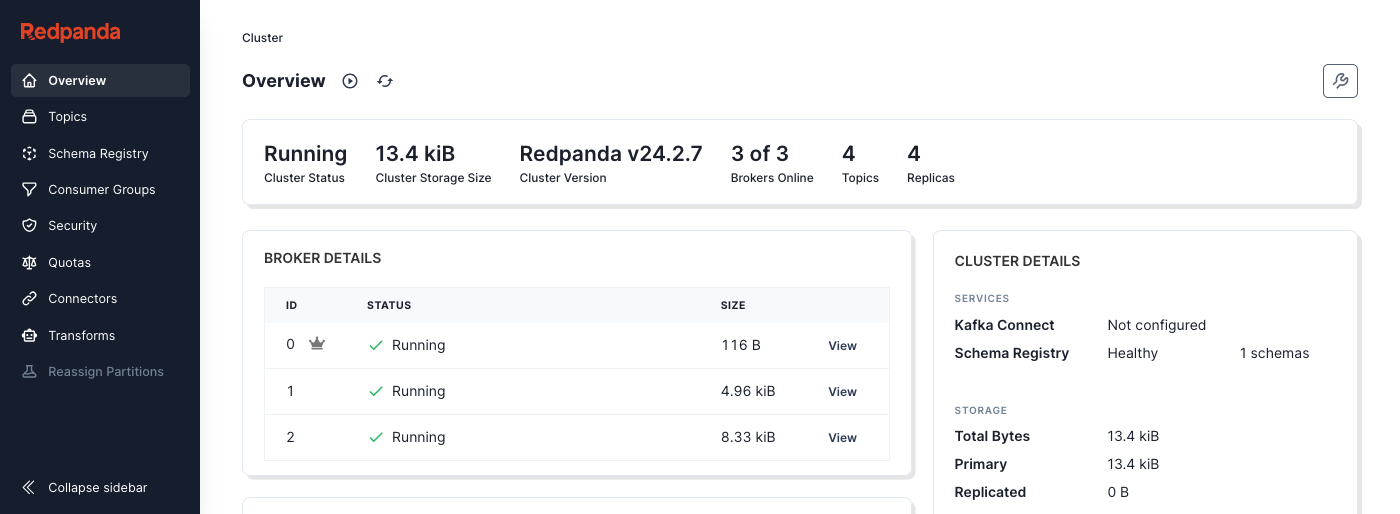 Redpanda
Overview
Topics
Schema Registry
Consumer Groups
Security
Quotas
Connectors
Transforms
Reassign Partitions
Collapse sidebar
Cluster
Overview
Running 13.4 kiB Redpanda v24.2.7 3 of 3 4 4
Cluster Status Cluster Storage Size Cluster Version Brokers Online Topics Replicas
BROKER DETAILS
ID STATUS SIZE
0 Running 116 B View
1 Running 4.96 kiB View
2 Running 8.33 kiB View
CLUSTER DETAILS
SERVICES
Kafka Connect Not configured
Schema Registry Healthy 1 schemas
STORAGE
Total Bytes 13.4 kiB
Primary 13.4 kiB
Replicated 0 B